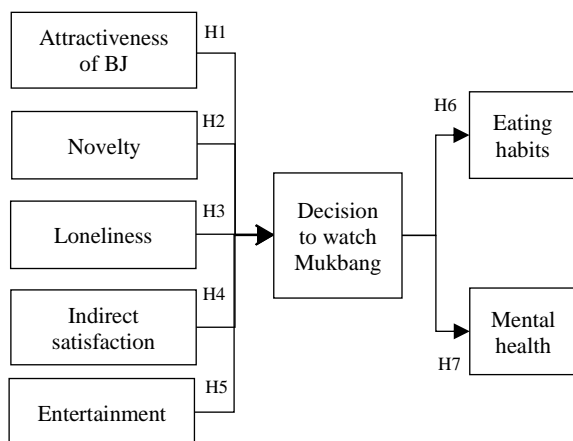 H1
Attractiveness
of BJ
H2
Novelty
H3
Loneliness
H4
Indirect
satisfaction
H5
Entertainment
Decision
to watch
Mukbang
H6
Eating
habits
Mental
health
H7